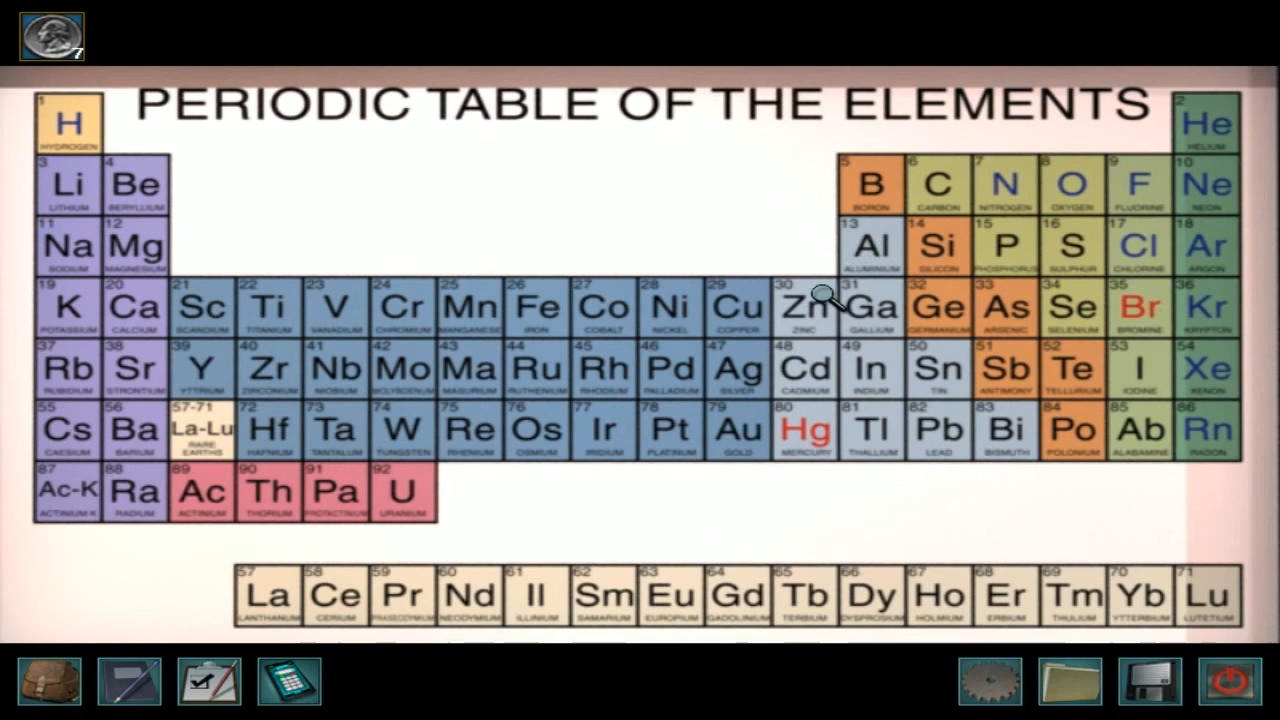 7
PERIODIC TABLE OF THE ELEMENTS
1 2
H He
HYDROGEN HELIUM
3 4 5 6 7 8 9 10
Li Be B C N O F Ne
LITHIUM BERYLLIUM BORON CARBON NITROGEN OXYGEN FLUORINE NEON
11 12 13 14 15 16 17 18
Na Mg Al Si P S Cl Ar
SODIUM MAGNESIUM ALUMINIUM SILICON PHOSPHORUS SULPHUR CHLORINE ARGON
19 20 21 22 23 24 25 26 27 28 29 30 31 32 33 34 35 36
K Ca Sc Ti V Cr Mn Fe Co Ni Cu Zn Ga Ge As Se Br Kr
POTASSIUM CALCIUM SCANDIUM TITANIUM VANADIUM CHROMIUM MANGANESE IRON COBALT NICKEL COPPER ZINC GALLIUM GERMANIUM ARSENIC SELENIUM BROMINE KRYPTON
37 38 39 40 41 42 43 44 45 46 47 48 49 50 51 52 53 54
Rb Sr Y Zr Nb Mo Ma Ru Rh Pd Ag Cd In Sn Sb Te I Xe
RUBIDIUM STRONTIUM YTTRIUM ZIRCONIUM NIOBIUM MASURIUM RUTHENIUM RHODIUM PALLADIUM SILVER CADMIUM INDIUM TIN ANTIMONY TELLURIUM IODINE XENON
55 56 57-71 72 73 74 75 76 77 78 79 80 81 82 83 84 85 86
Cs Ba La-Lu Hf Ta W Re Os Ir Pt Au Hg Tl Pb Bi Po Ab Rn
CAESIUM BARIUM RARE EARTHS HAFNIUM TANTALUM TUNGSTEN RHENIUM OSMIUM IRIDIUM PLATINUM GOLD MERCURY THALLIUM LEAD BISMUTH POLONIUM ALABAMINE RADON
87 88 89 90 91 92
Ac-K Ra Ac Th Pa U
ACTINIUM K RADIUM ACTINIUM THORIUM PROTACTINIUM URANIUM
57 58 59 60 61 62 63 64 65 66 67 68 69 70 71
La Ce Pr Nd Il Sm Eu Gd Tb Dy Ho Er Tm Yb Lu
LANTHANUM CERIUM NEODYMIUM ILLINIUM SAMARIUM EUROPIUM GADOLINIUM TERBIUM DYSPROSIUM HOLMIUM ERBIUM THULIUM YTTERBIUM LUTETIUM